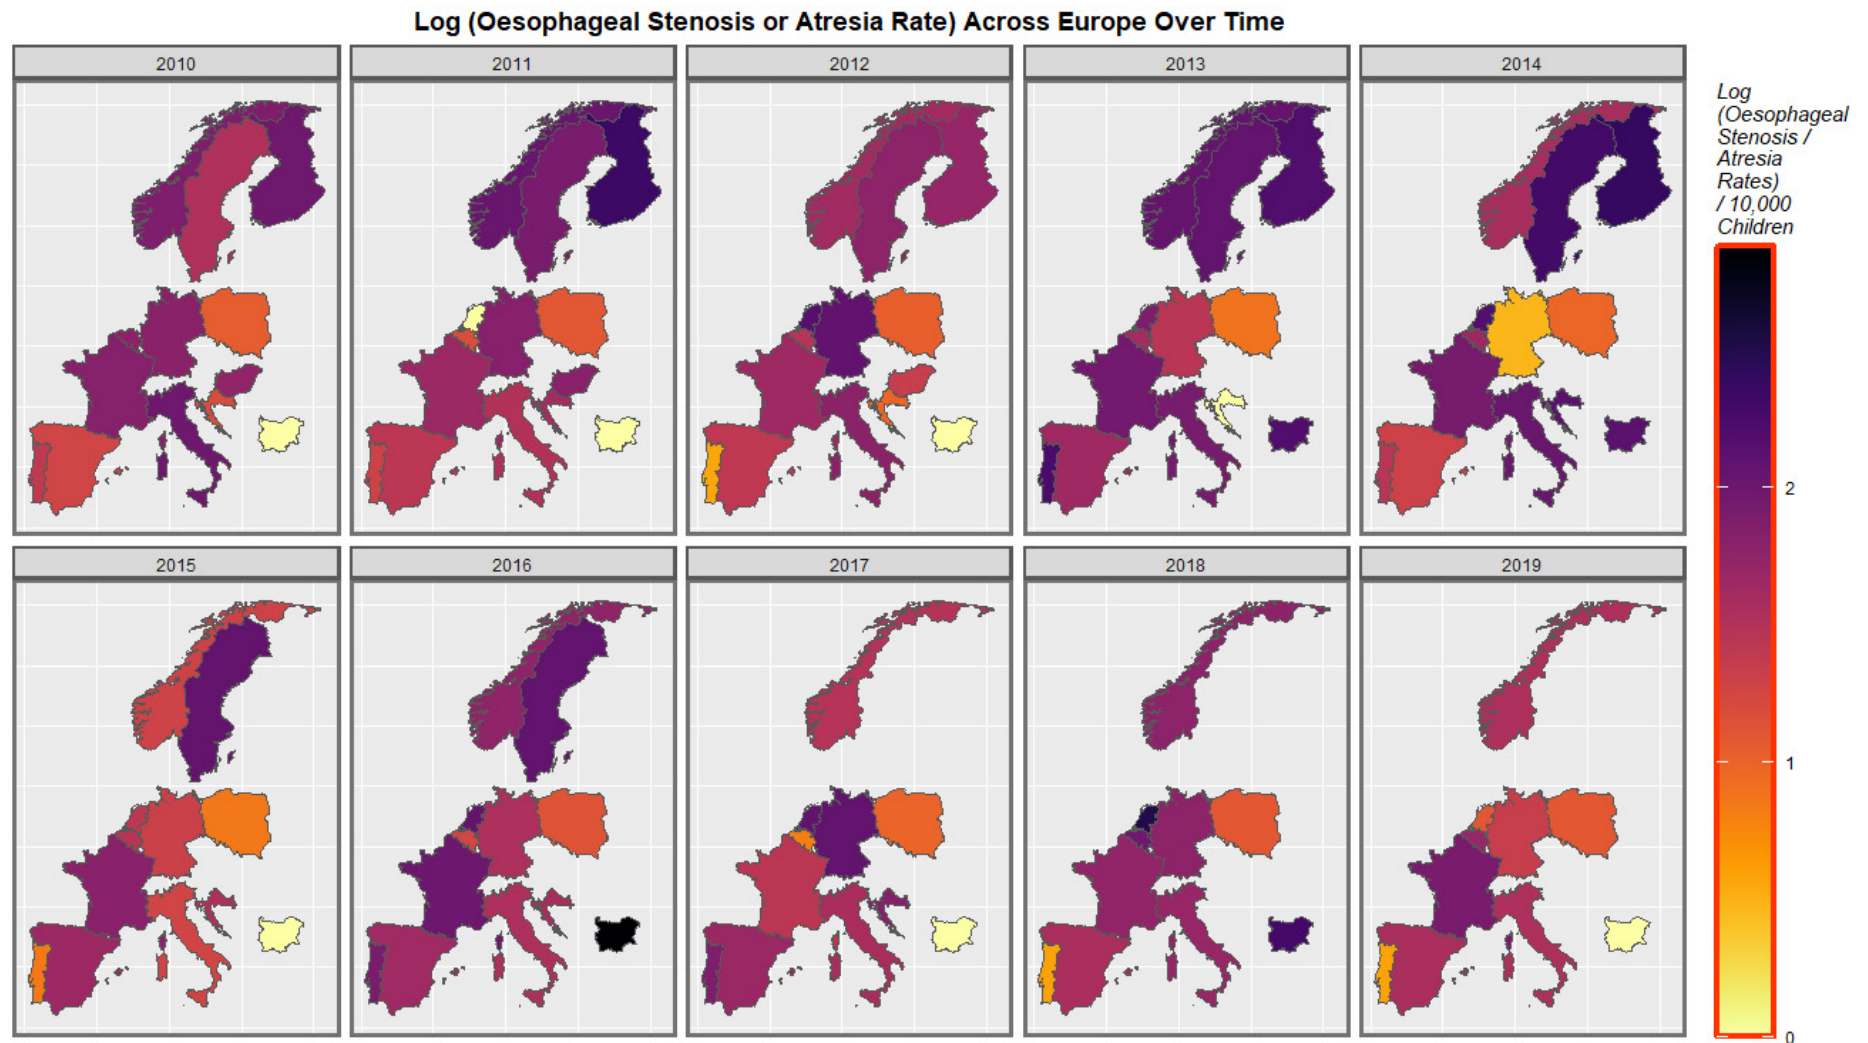 Log (Oesophageal Stenosis or Atresia Rate) Across Europe Over Time
2010
2011
2012
2013
2014
Log
(Oesophageal
Stenosis /
Atresia
Rates)
/ 10,000
Children
2
1
0
2015
2016
2017
2018
2019